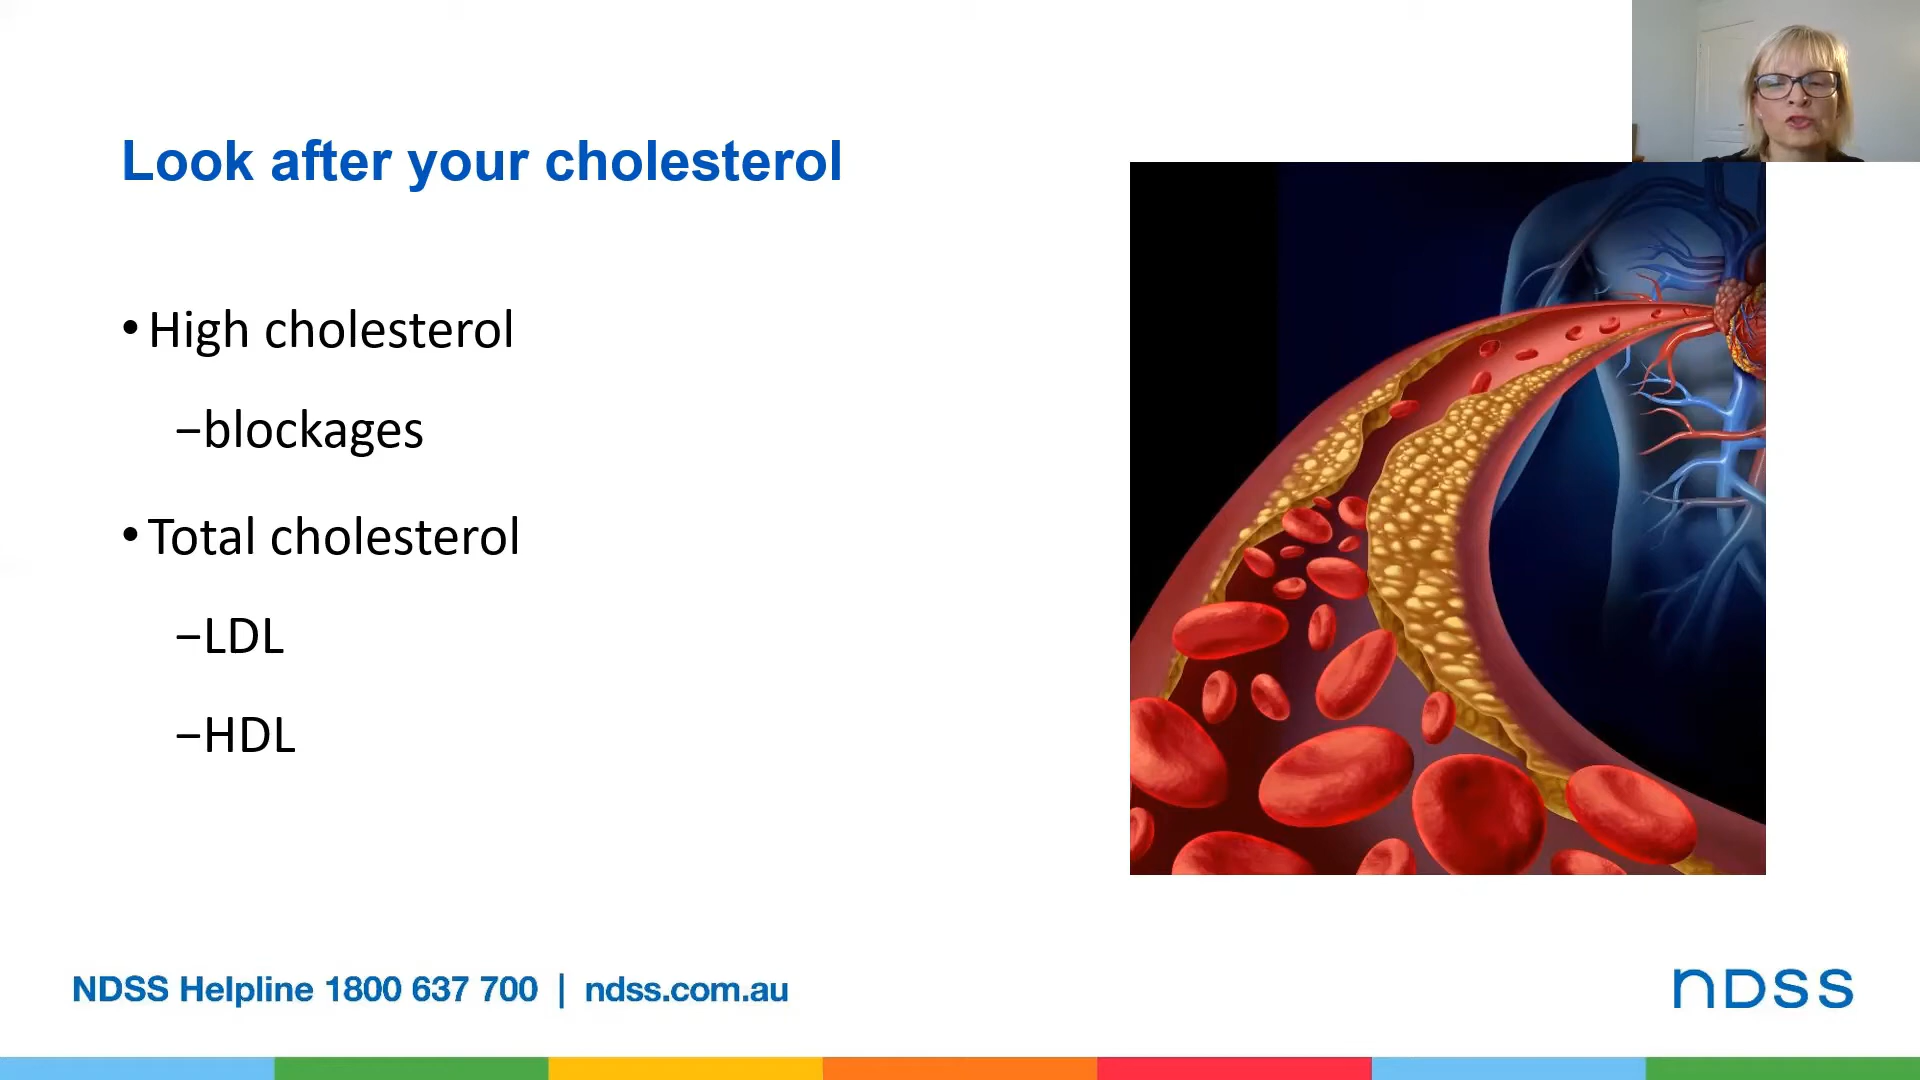 Look after your cholesterol
• High cholesterol
–blockages
• Total cholesterol
–LDL
–HDL
NDSS Helpline 1800 637 700 | ndss.com.au
ndss